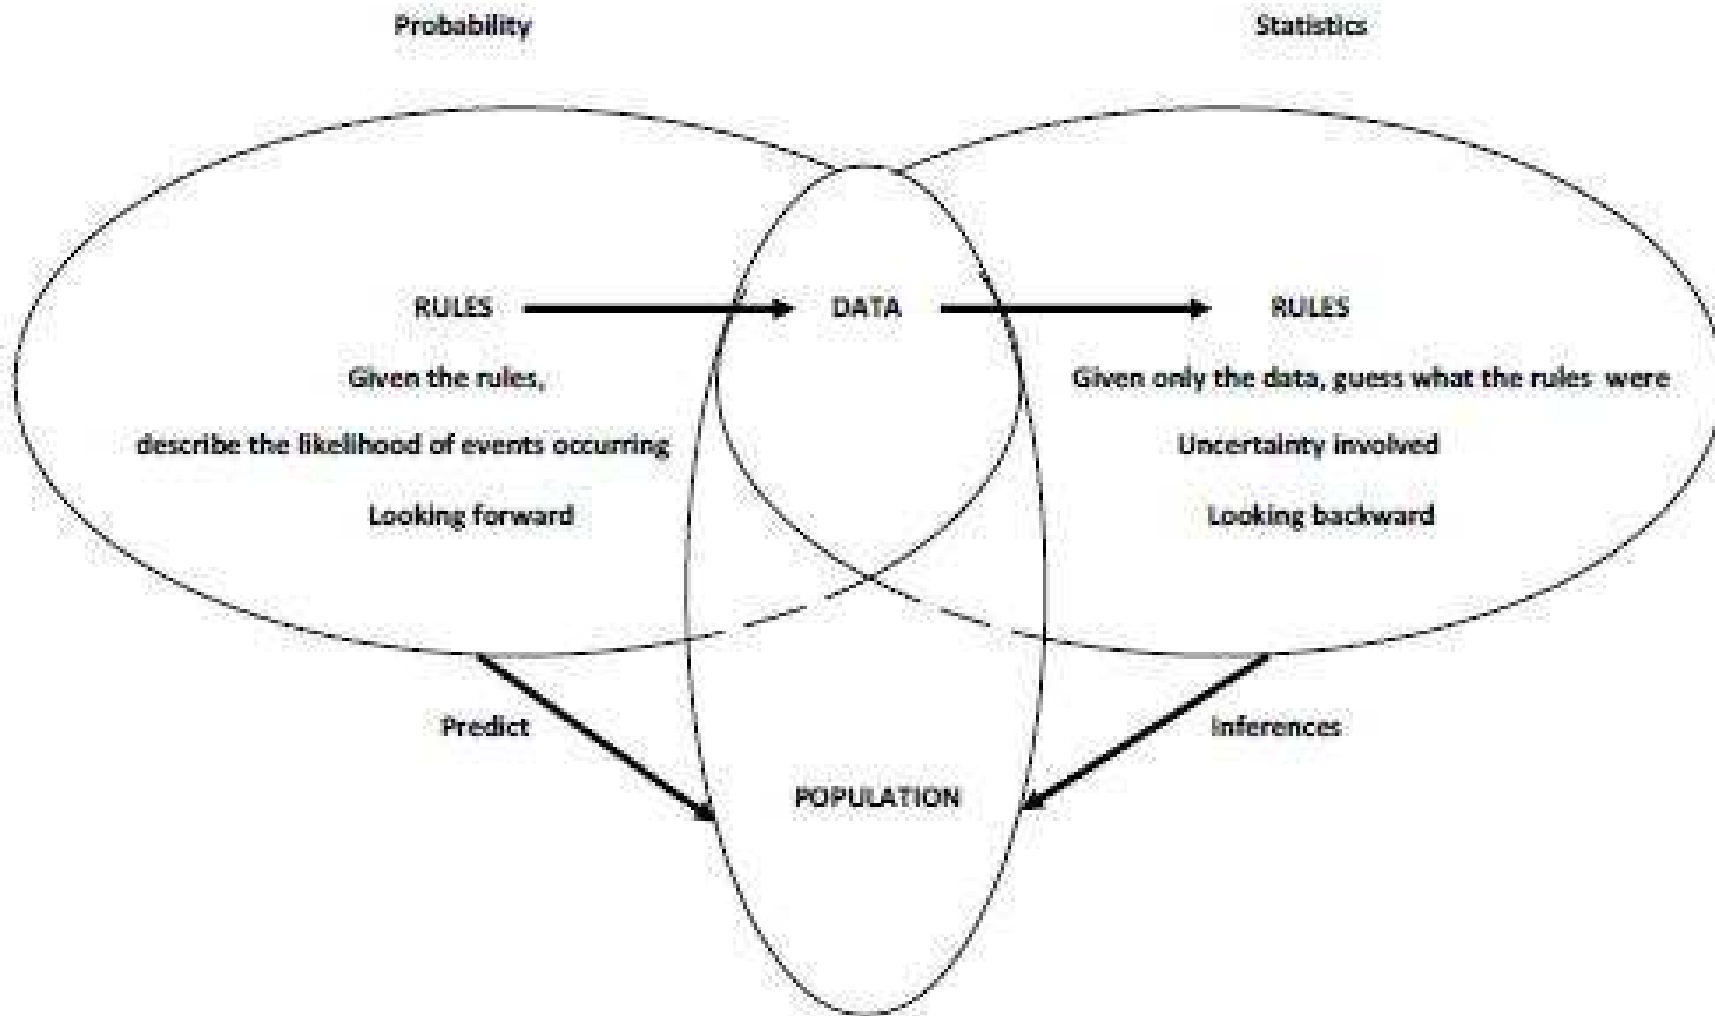 Probability
Statistics
RULES
DATA
RULES
Given the rules,
Given only the data, guess what the rules were
describe the likelihood of events occurring
Uncertainty involved
Looking forward
Looking backward
Predict
Inferences
POPULATION